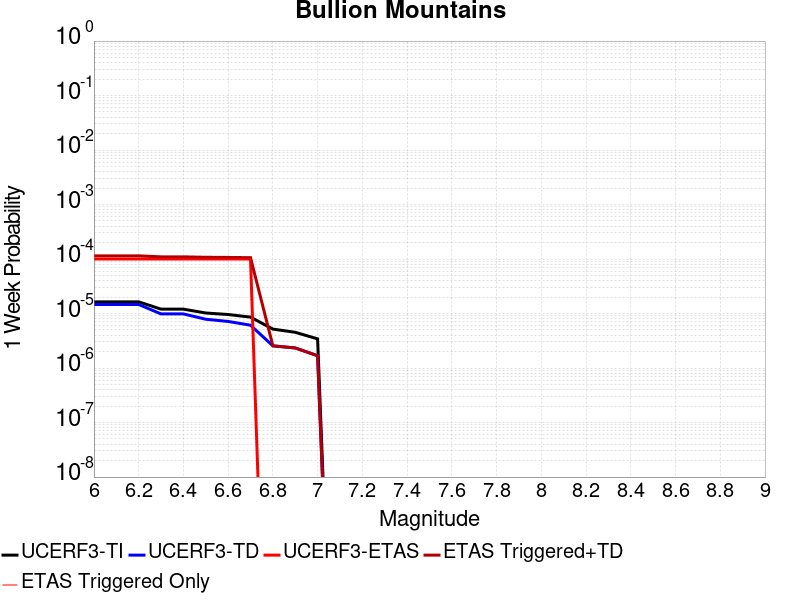 Bullion Mountains
1 Week Probability
10^0
10^-1
10^-2
10^-3
10^-4
10^-5
10^-6
10^-7
10^-8
6 6.2 6.4 6.6 6.8 7 7.2 7.4 7.6 7.8 8 8.2 8.4 8.6 8.8 9
Magnitude
UCERF3-TI UCERF3-TD UCERF3-ETAS ETAS Triggered+TD
ETAS Triggered Only